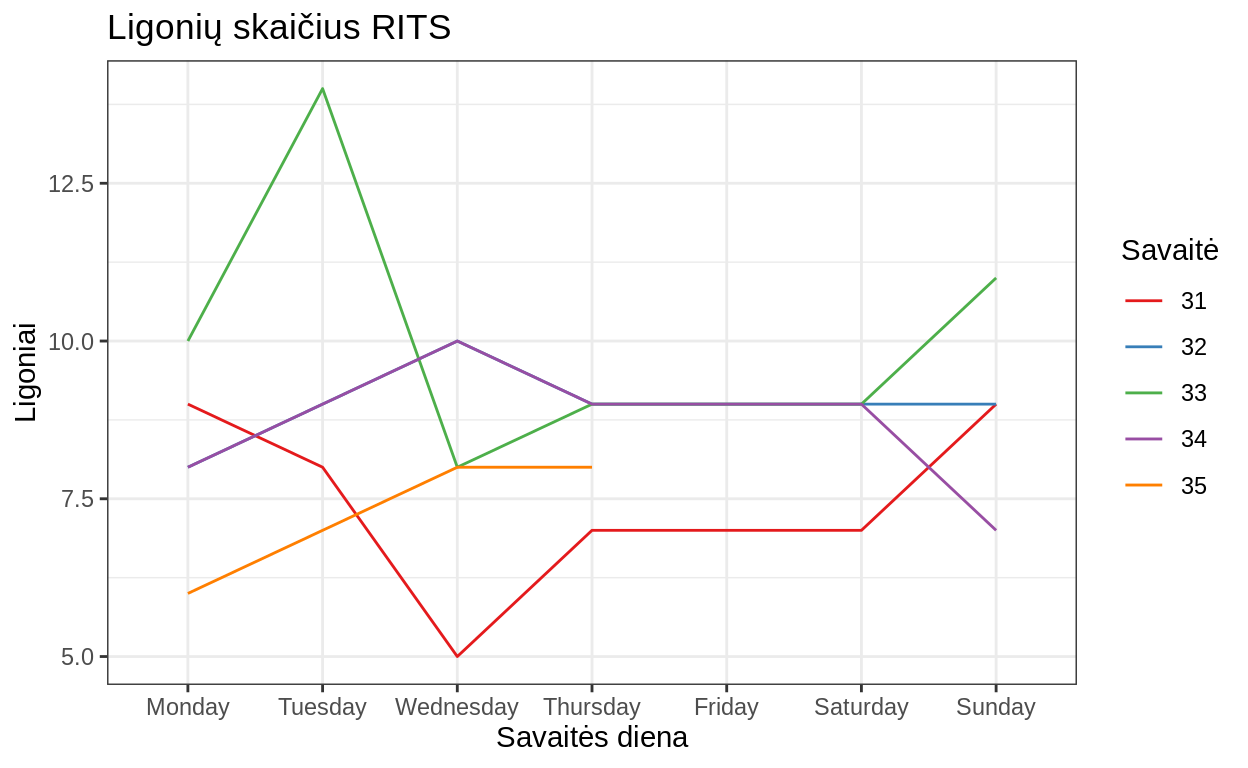 Ligonių skaičius RITS
Ligoniai
12.5
10.0
7.5
5.0
Monday Tuesday Wednesday Thursday Friday Saturday Sunday
Savaitės diena
Savaitė
31
32
33
34
35